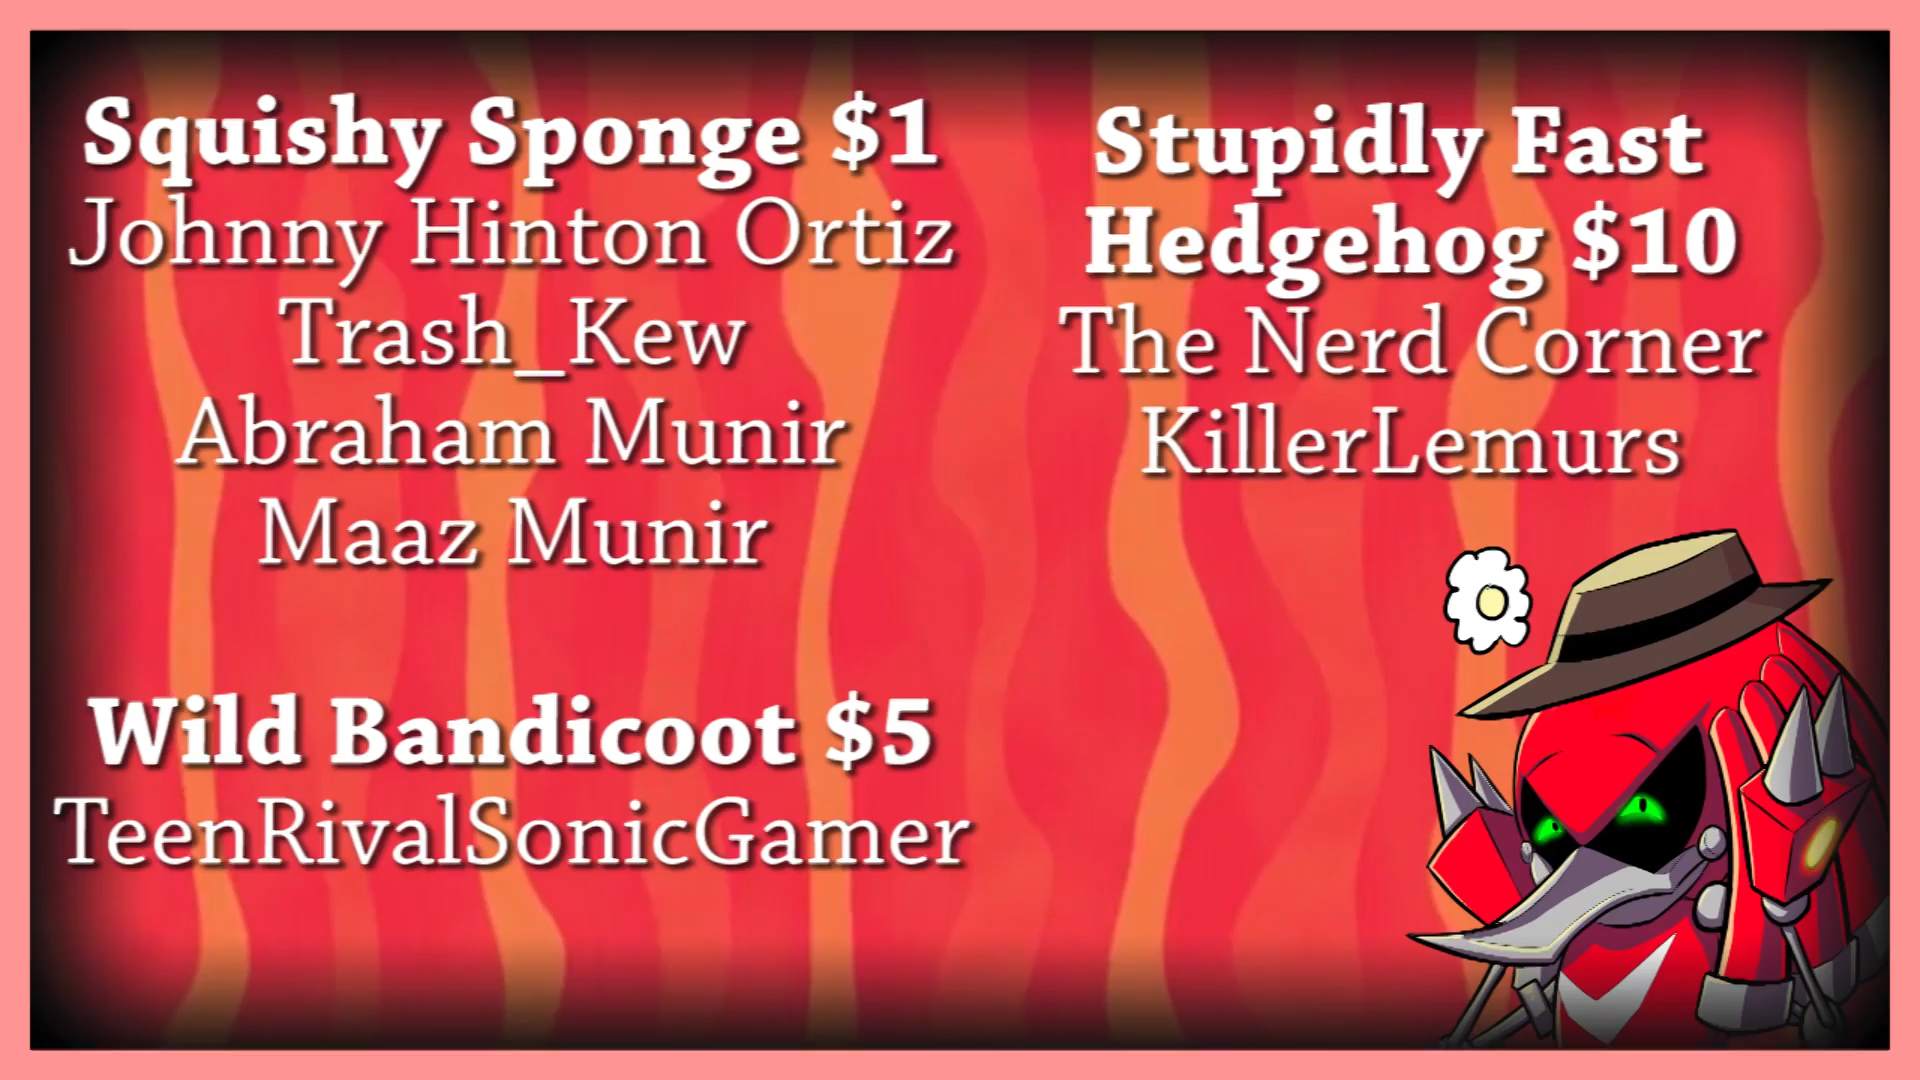 Squishy Sponge $1
Johnny Hinton Ortiz
Trash_Kew
Abraham Munir
Maaz Munir
Wild Bandicoot $5
TeenRivalSonicGamer
Stupidly Fast
Hedgehog $10
The Nerd Corner
KillerLemurs